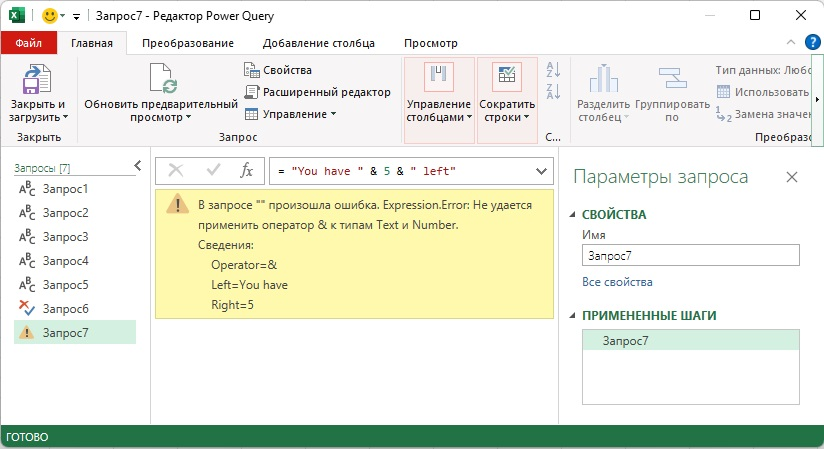 Запрос7 - Редактор Power Query
Файл
Главная
Преобразование
Добавление столбца
Просмотр
Закрыть и
загрузить
Закрыть
Обновить предварительный
просмотр
Свойства
Расширенный редактор
Управление
Запрос
Управление
столбцами
Сократить
строки
С...
Разделить
столбец
Группировать
по
Тип данных: Любо
Использовать
Замена значен
Преобразо
Запросы [7]
Запрос1
Запрос2
Запрос3
Запрос4
Запрос5
Запрос6
Запрос7
fx
= "You have " & 5 & " left"
В запросе "" произошла ошибка. Expression.Error: Не удается
применить оператор & к типам Text и Number.
Сведения:
Operator=&
Left=You have
Right=5
Параметры запроса
СВОЙСТВА
Имя
Запрос7
Все свойства
ПРИМЕНЕННЫЕ ШАГИ
Запрос7
ГОТОВО